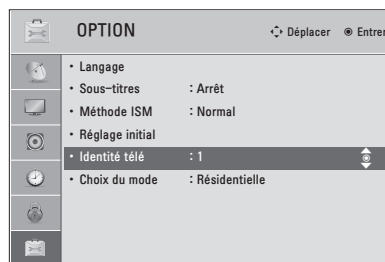 OPTION
Déplacer
Entrer
• Langage
• Sous-titres : Arrêt
• Méthode ISM : Normal
• Réglage initial
• Identité télé : 1
• Choix du mode : Résidentielle